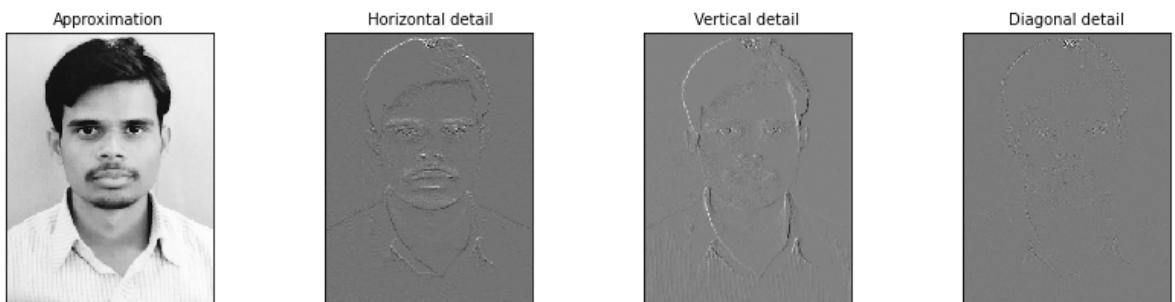 Approximation
Horizontal detail
Vertical detail
Diagonal detail